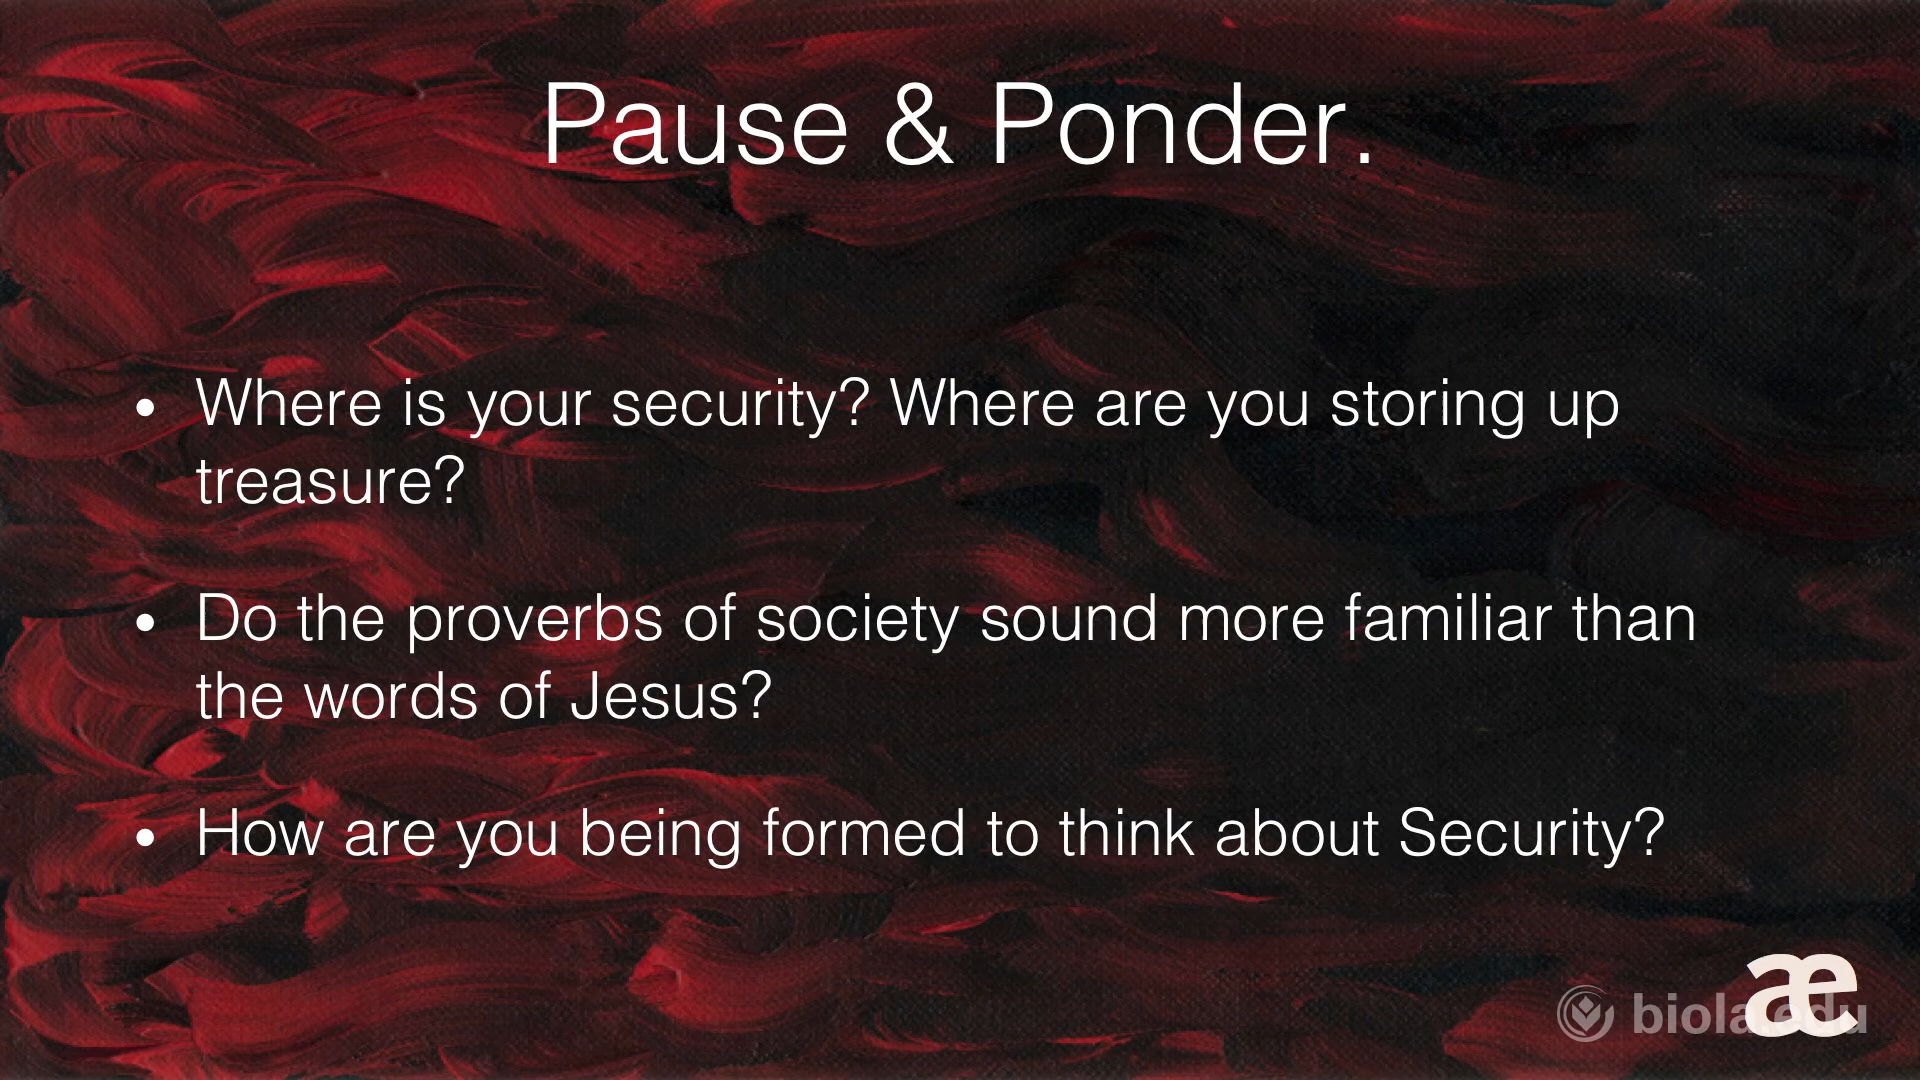 Pause & Ponder.
• Where is your security? Where are you storing up
treasure?
• Do the proverbs of society sound more familiar than
the words of Jesus?
• How are you being formed to think about Security?
æ
biola.edu